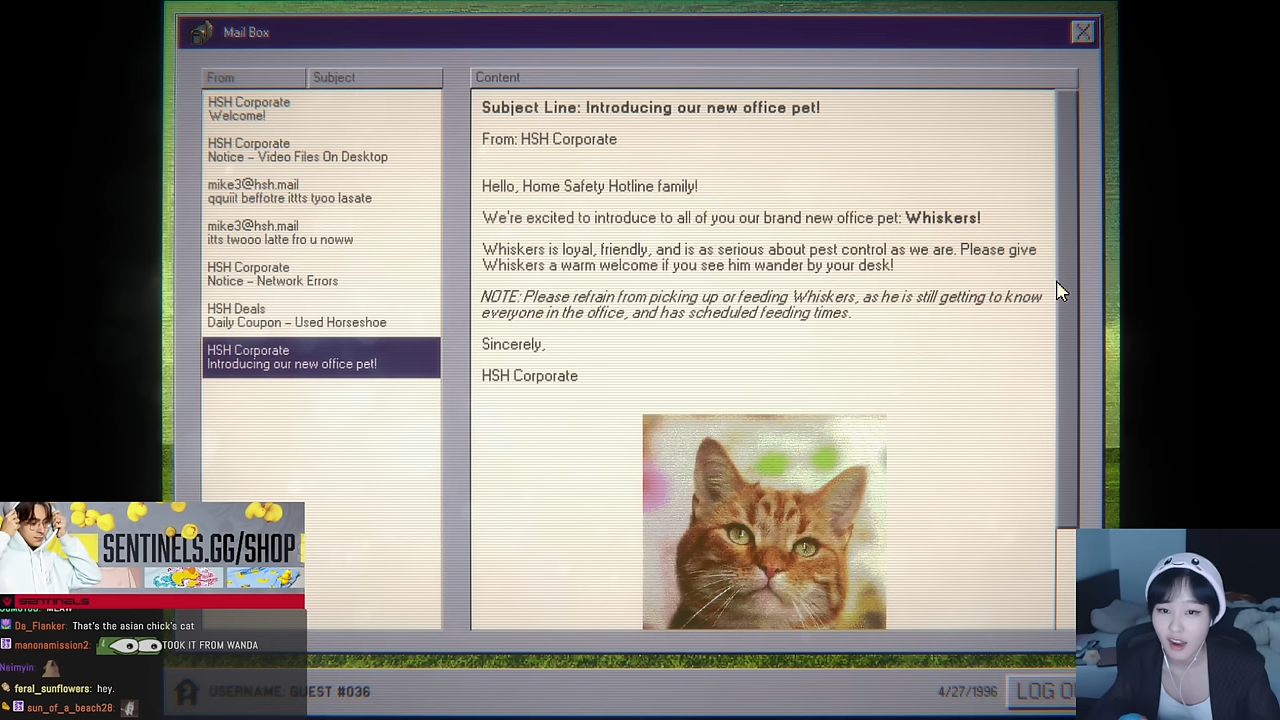 Mail Box
From
Subject
Content
HSH Corporate
Welcome!
HSH Corporate
Notice - Video Files On Desktop
mike3@hsh.mail
qquiiil beffotre ittts tyoo lasate
mike3@hsh.mail
itts twooo latte fro u noww
HSH Corporate
Notice - Network Errors
HSH Deals
Daily Coupon - Used Horseshoe
HSH Corporate
Introducing our new office pet!
Subject Line: Introducing our new office pet!
From: HSH Corporate
Hello, Home Safety Hotline family!
We're excited to introduce to all of you our brand new office pet: Whiskers!
Whiskers is loyal, friendly, and is as serious about pest control as we are. Please give
Whiskers a warm welcome if you see him wander by your desk!
NOTE: Please refrain from picking up or feeding Whiskers, as he is still getting to know
everyone in the office, and has scheduled feeding times.
Sincerely,
HSH Corporate
SENTINELS.GG/SHOP
SENTINELS
Da_Flanker: That's the asian chick's cat
manonamission2: TOOK IT FROM WANDA
Neimyin:
feral_sunflowers: hey.
sun_of_a_beach28:
USERNAME: GUEST #036
4/27/1996
LOG O